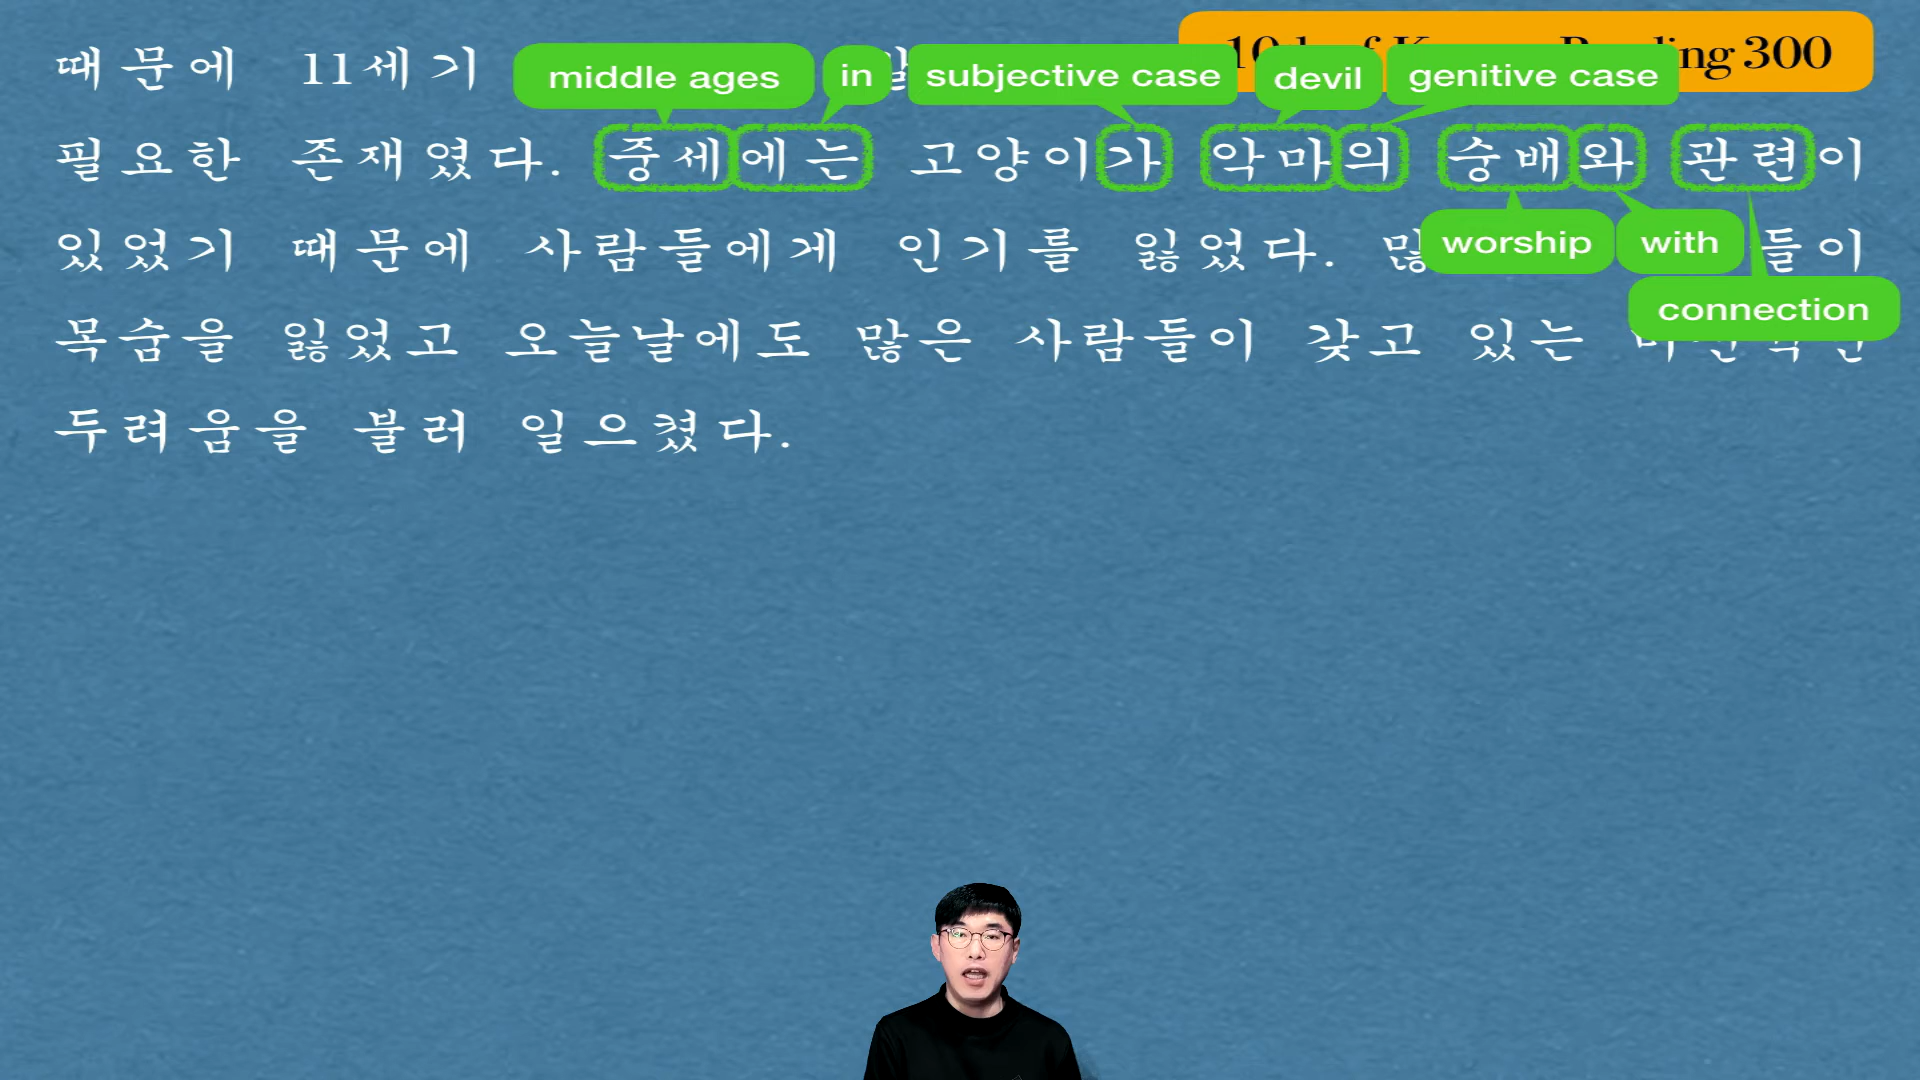 때문에 11세기
300
middle ages in subjective case devil genitive case
필요한 존재였다. 중세에는 고양이가 악마의 숭배와 관련이
있었기 때문에 사람들에게 인기를 잃었다.
worship with
connection
목숨을 잃었고 오늘날에도 많은 사람들이 갖고 있는
두려움을 불러 일으켰다.